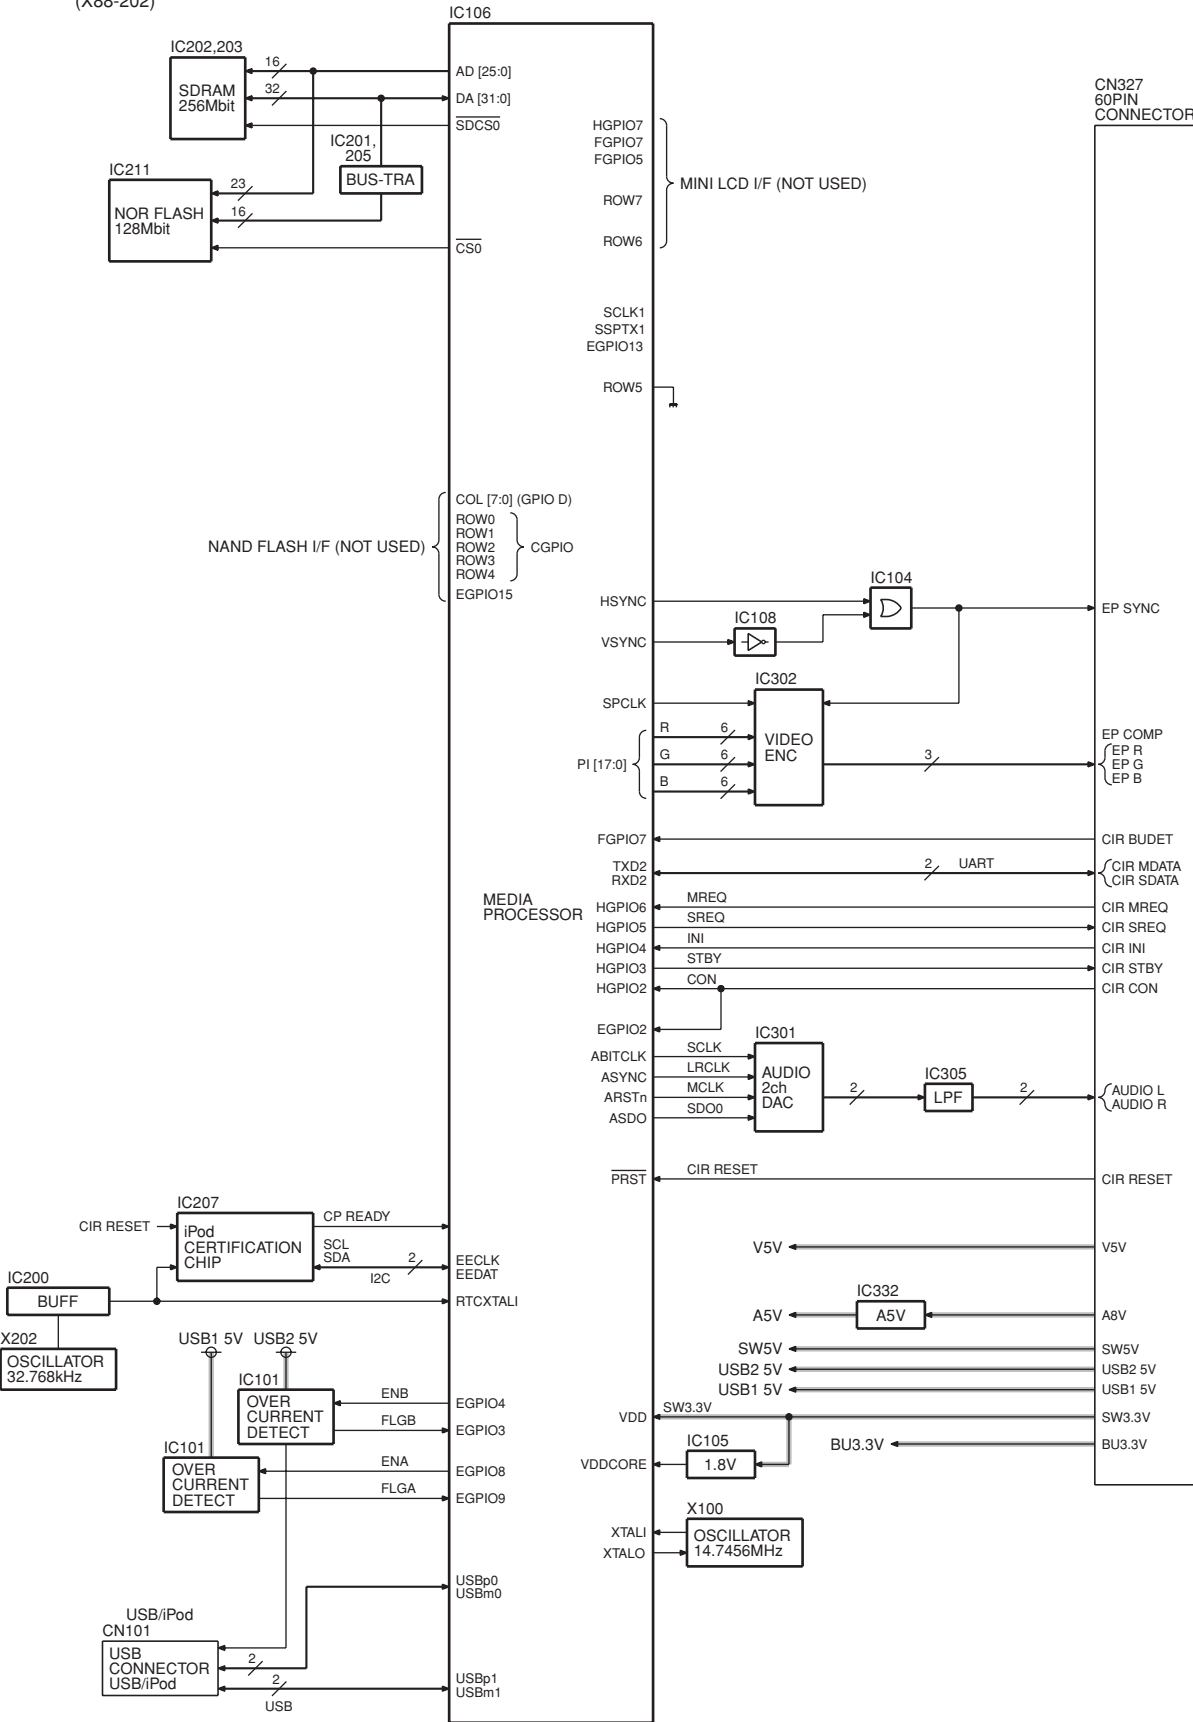 (X88-202)
IC106
IC202,203
SDRAM
256Mbit
16
32
AD [25:0]
DA [31:0]
SDCS0
IC201,
205
BUS-TRA
IC211
NOR FLASH
128Mbit
23
16
CS0
HGPIO7
FGPIO7
FGPIO5
ROW7
ROW6
MINI LCD I/F (NOT USED)
SCLK1
SSPTX1
EGPIO13
ROW5
CN327
60PIN
CONNECTOR
NAND FLASH I/F (NOT USED)
COL [7:0] (GPIO D)
ROW0
ROW1
ROW2
ROW3
ROW4
CGPIO
EGPIO15
HSYNC
VSYNC
IC108
IC104
EP SYNC
SPCLK
IC302
VIDEO
ENC
PI [17:0]
R
6
G
6
B
6
3
EP COMP
EP R
EP G
EP B
MEDIA
PROCESSOR
FGPIO7
CIR BUDET
TXD2
RXD2
2
UART
CIR MDATA
CIR SDATA
HGPIO6
MREQ
CIR MREQ
HGPIO5
SREQ
CIR SREQ
HGPIO4
INI
CIR INI
HGPIO3
STBY
CIR STBY
HGPIO2
CON
CIR CON
EGPIO2
ABITCLK
SCLK
ASYNC
LRCLK
ARSTn
MCLK
ASDO
SDO0
IC301
AUDIO
2ch
DAC
2
IC305
LPF
2
AUDIO L
AUDIO R
PRST
CIR RESET
CIR RESET
CIR RESET
IC207
iPod
CERTIFICATION
CHIP
CP READY
SCL
SDA
2
I2C
EECLK
EEDAT
IC200
BUFF
RTCXTALI
X202
OSCILLATOR
32.768kHz
V5V
V5V
A5V
IC332
A5V
A8V
SW5V
SW5V
USB2 5V
USB2 5V
USB1 5V
USB1 5V
VDD
SW3.3V
SW3.3V
BU3.3V
BU3.3V
VDDCORE
IC105
1.8V
XTALI
XTALO
X100
OSCILLATOR
14.7456MHz
USB1 5V
USB2 5V
IC101
OVER
CURRENT
DETECT
ENB
EGPIO4
FLGB
EGPIO3
IC101
OVER
CURRENT
DETECT
ENA
EGPIO8
FLGA
EGPIO9
USBp0
USBm0
USB/iPod
CN101
USB
CONNECTOR
USB/iPod
2
2
USB
USBp1
USBm1